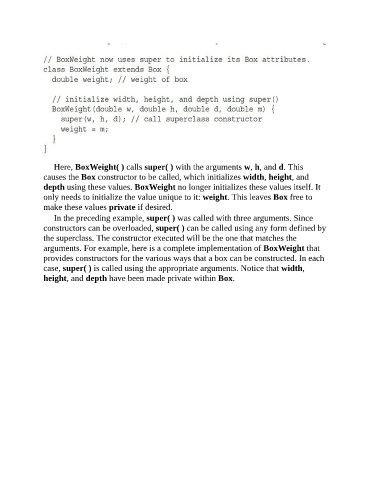 // BoxWeight now uses super to initialize its Box attributes.
class BoxWeight extends Box {
  double weight; // weight of box

  // initialize width, height, and depth using super()
  BoxWeight(double w, double h, double d, double m) {
    super(w, h, d); // call superclass constructor
    weight = m;
  }
}
Here, BoxWeight( ) calls super( ) with the arguments w, h, and d. This
causes the Box constructor to be called, which initializes width, height, and
depth using these values. BoxWeight no longer initializes these values itself. It
only needs to initialize the value unique to it: weight. This leaves Box free to
make these values private if desired.
In the preceding example, super( ) was called with three arguments. Since
constructors can be overloaded, super( ) can be called using any form defined by
the superclass. The constructor executed will be the one that matches the
arguments. For example, here is a complete implementation of BoxWeight that
provides constructors for the various ways that a box can be constructed. In each
case, super( ) is called using the appropriate arguments. Notice that width,
height, and depth have been made private within Box.